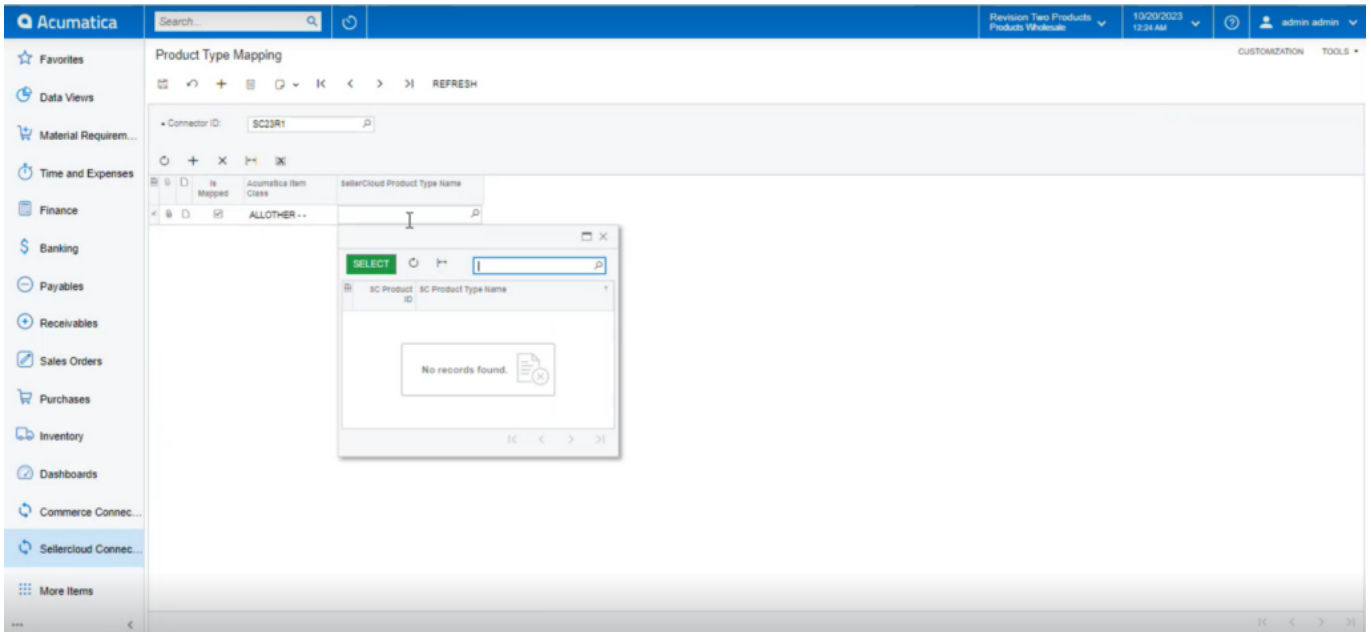 Acumatica
Search...
Revision Two Products
Products Wholesale
10/20/2023
12:24 AM
admin admin
Favorites
Data Views
Material Requirem...
Time and Expenses
Finance
Banking
Payables
Receivables
Sales Orders
Purchases
Inventory
Dashboards
Commerce Connec...
Sellercloud Connec...
More Items
Product Type Mapping
CUSTOMIZATION TOOLS
REFRESH
Connector ID: SC23R1
Is
Mapped
Acumatica Item
Class
SellerCloud Product Type Name
ALLOTHER - -
SELECT
SC Product
ID
SC Product Type Name
No records found.